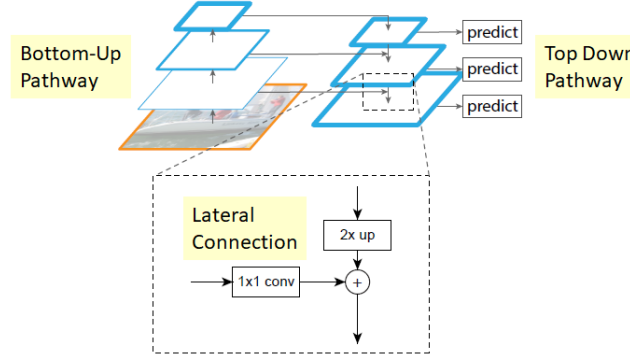 Bottom-Up
Pathway
predict
predict
predict
Top Down
Pathway
Lateral
Connection
2x up
1x1 conv
+